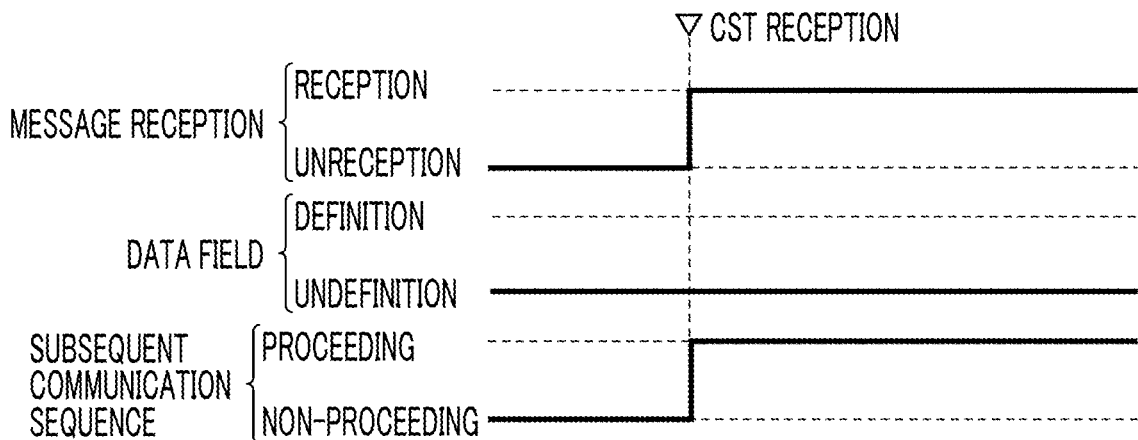 ▽ CST RECEPTION
MESSAGE RECEPTION
RECEPTION
UNRECEPTION
DATA FIELD
DEFINITION
UNDEFINITION
SUBSEQUENT
COMMUNICATION
SEQUENCE
PROCEEDING
NON-PROCEEDING